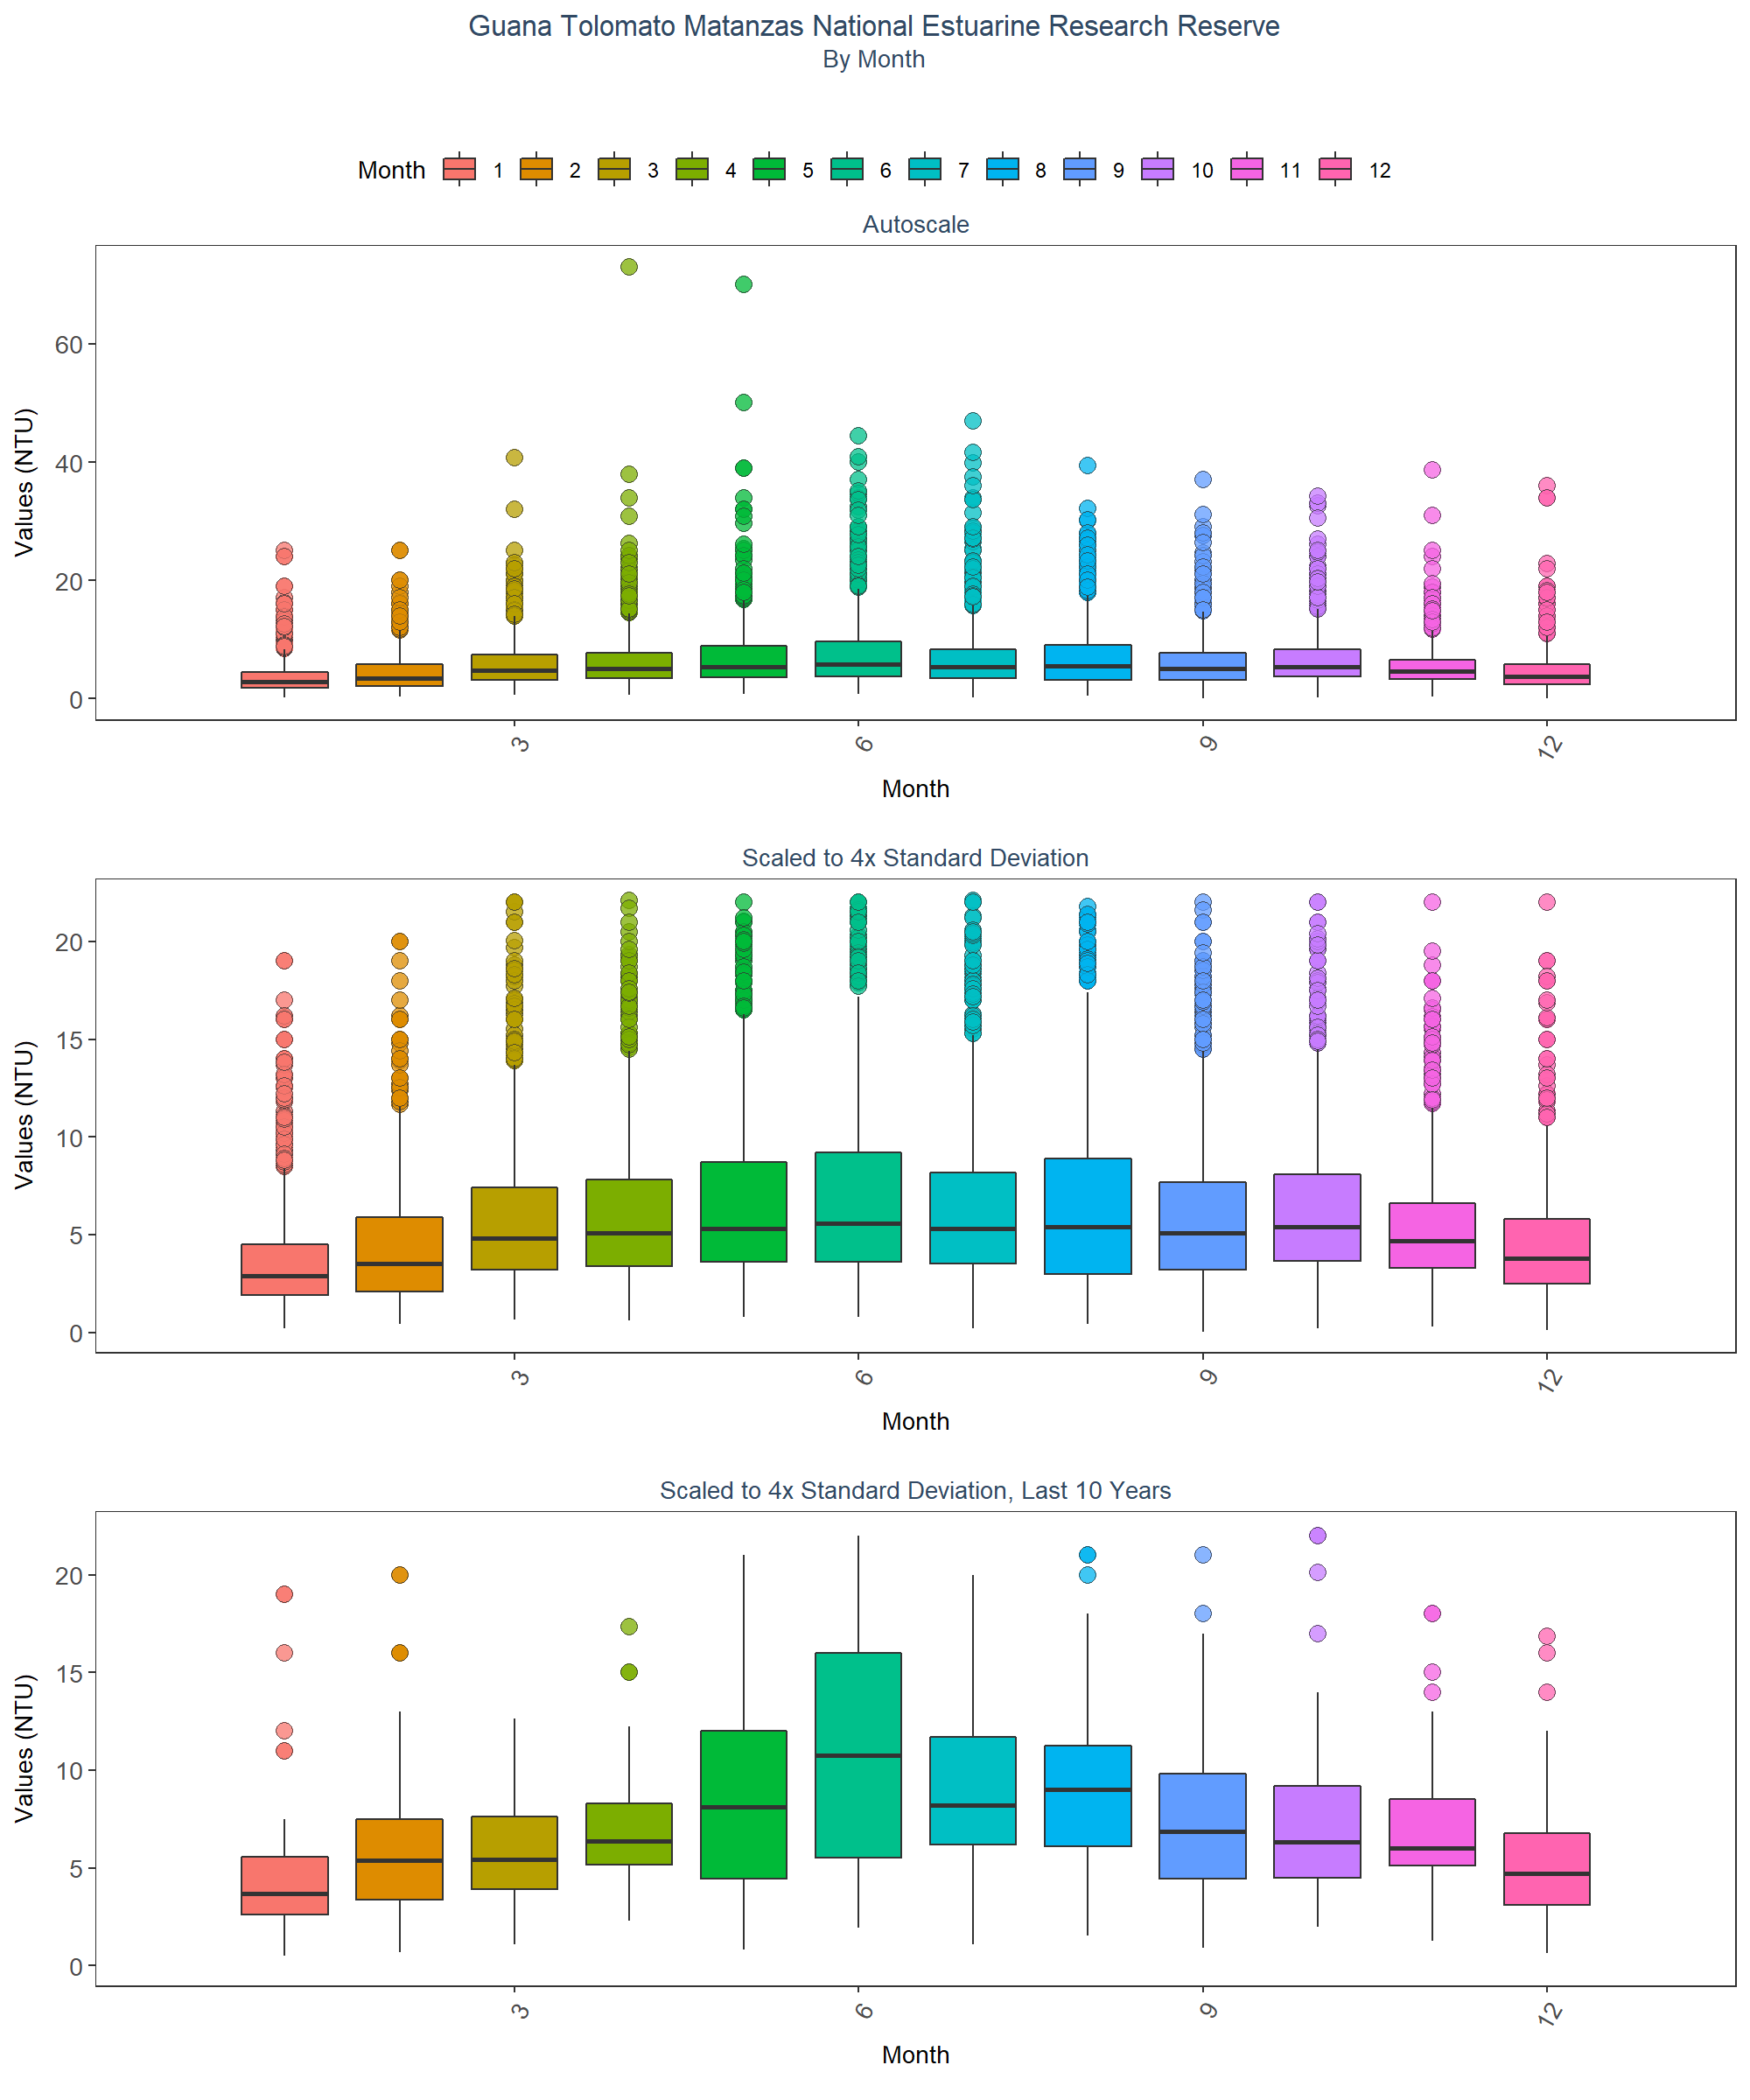 Guana Tolomato Matanzas National Estuarine Research Reserve
By Month
Month 1 2 3 4 5 6 7 8 9 10 11 12
Autoscale
Values (NTU)
60
40
20
0
3 6 9 12
Month
Scaled to 4x Standard Deviation
Values (NTU)
20
15
10
5
0
3 6 9 12
Month
Scaled to 4x Standard Deviation, Last 10 Years
Values (NTU)
20
15
10
5
0
3 6 9 12
Month